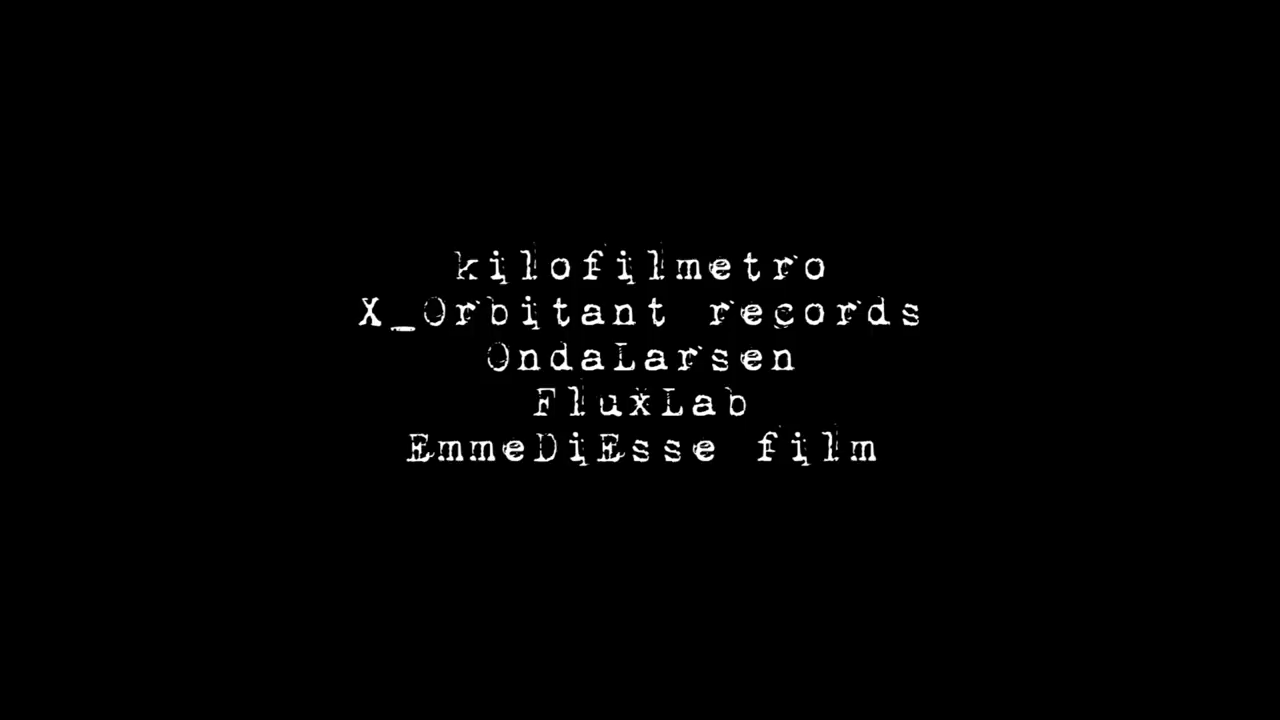 kilofilmetro
X_Orbitant records
OndaLarsen
FluxLab
EmmeDiEsse film